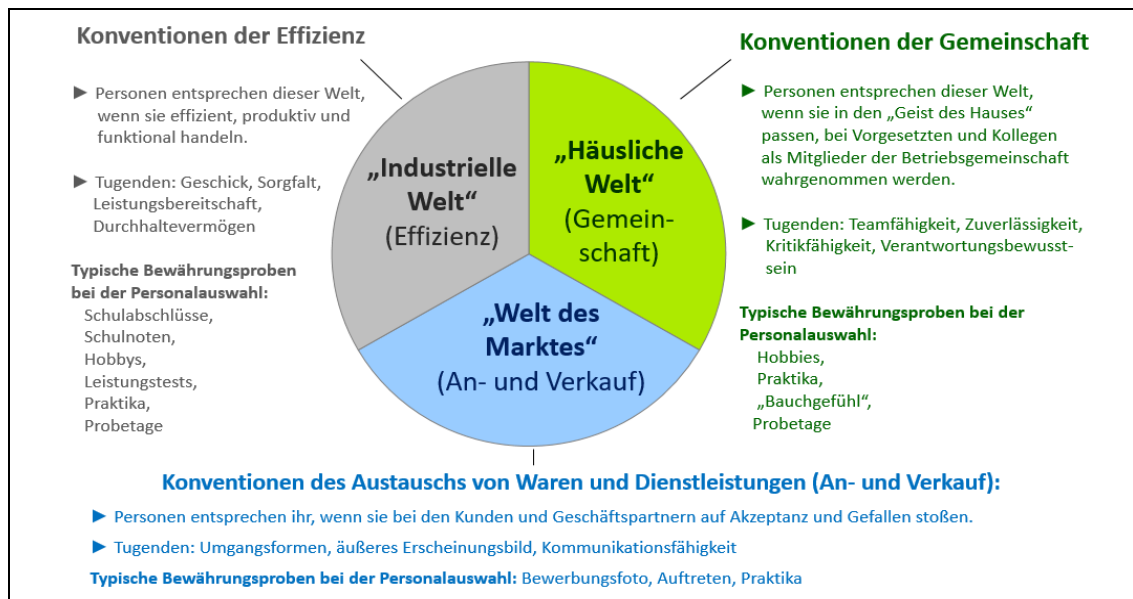 Konventionen der Effizienz
► Personen entsprechen dieser Welt,
wenn sie effizient, produktiv und
funktional handeln.
► Tugenden: Geschick, Sorgfalt,
Leistungsbereitschaft,
Durchhaltevermögen
Typische Bewährungsproben
bei der Personalauswahl:
Schulabschlüsse,
Schulnoten,
Hobbys,
Leistungstests,
Praktika,
Probetage
„Industrielle
Welt“
(Effizienz)
„Häusliche
Welt“
(Gemein-
schaft)
„Welt des
Marktes“
(An- und Verkauf)
Konventionen der Gemeinschaft
► Personen entsprechen dieser Welt,
wenn sie in den „Geist des Hauses“
passen, bei Vorgesetzten und Kollegen
als Mitglieder der Betriebsgemeinschaft
wahrgenommen werden.
► Tugenden: Teamfähigkeit, Zuverlässigkeit,
Kritikfähigkeit, Verantwortungsbewusst-
sein
Typische Bewährungsproben bei der
Personalauswahl:
Hobbies,
Praktika,
„Bauchgefühl“,
Probetage
Konventionen des Austauschs von Waren und Dienstleistungen (An- und Verkauf):
► Personen entsprechen ihr, wenn sie bei den Kunden und Geschäftspartnern auf Akzeptanz und Gefallen stoßen.
► Tugenden: Umgangsformen, äußeres Erscheinungsbild, Kommunikationsfähigkeit
Typische Bewährungsproben bei der Personalauswahl: Bewerbungsfoto, Auftreten, Praktika